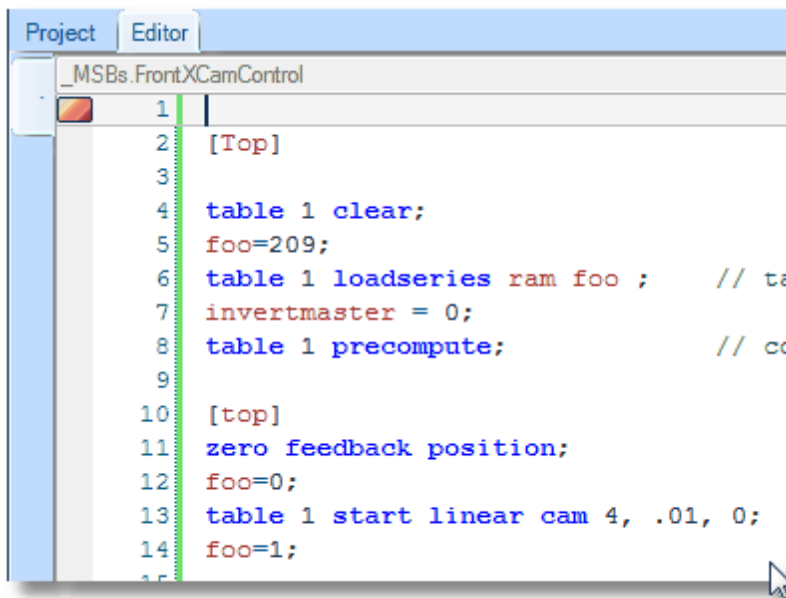 Project Editor
_MSBs.FrontXCamControl
1
2 [Top]
3
4 table 1 clear;
5 foo=209;
6 table 1 loadseries ram foo ; //
7 invertmaster = 0;
8 table 1 precompute; //
9
10 [top]
11 zero feedback position;
12 foo=0;
13 table 1 start linear cam 4, .01, 0;
14 foo=1;